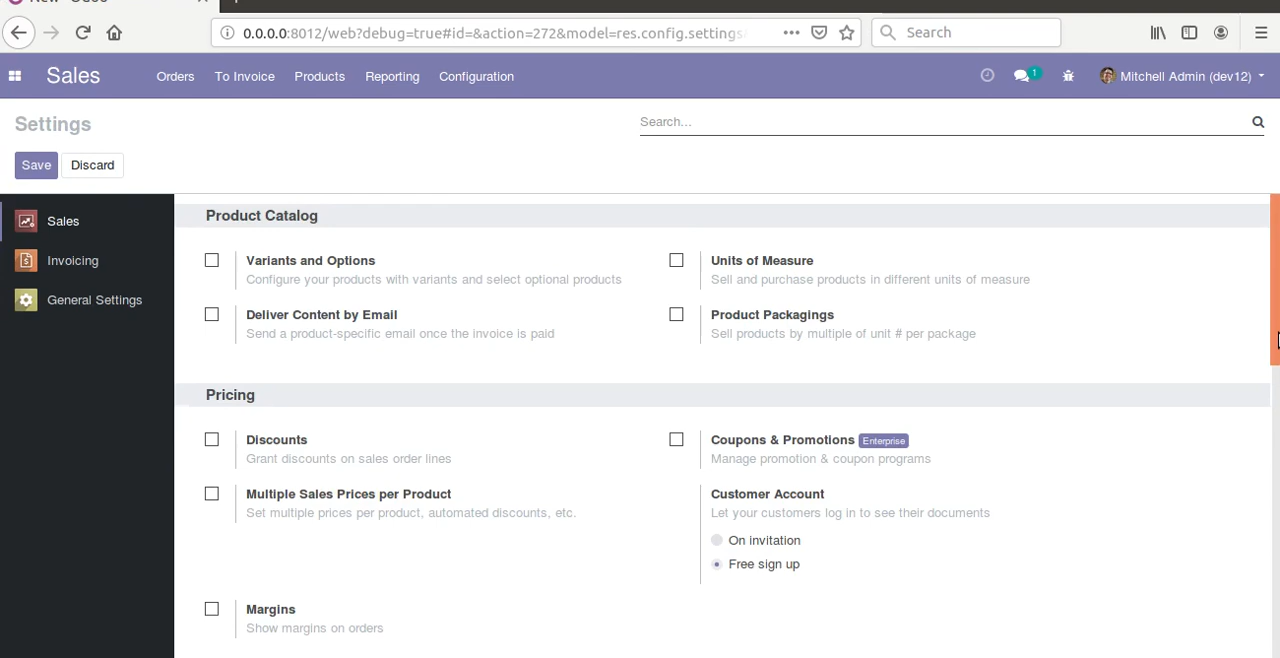 0.0.0.0:8012/web?debug=true#id=&action=272&model=res.config.settings
Search
Sales
Orders
To Invoice
Products
Reporting
Configuration
1
Mitchell Admin (dev12)
Settings
Search...
Save
Discard
Sales
Invoicing
General Settings
Product Catalog
Variants and Options
Configure your products with variants and select optional products
Units of Measure
Sell and purchase products in different units of measure
Deliver Content by Email
Send a product-specific email once the invoice is paid
Product Packagings
Sell products by multiple of unit # per package
Pricing
Discounts
Grant discounts on sales order lines
Coupons & Promotions Enterprise
Manage promotion & coupon programs
Multiple Sales Prices per Product
Set multiple prices per product, automated discounts, etc.
Customer Account
Let your customers log in to see their documents
On invitation
Free sign up
Margins
Show margins on orders